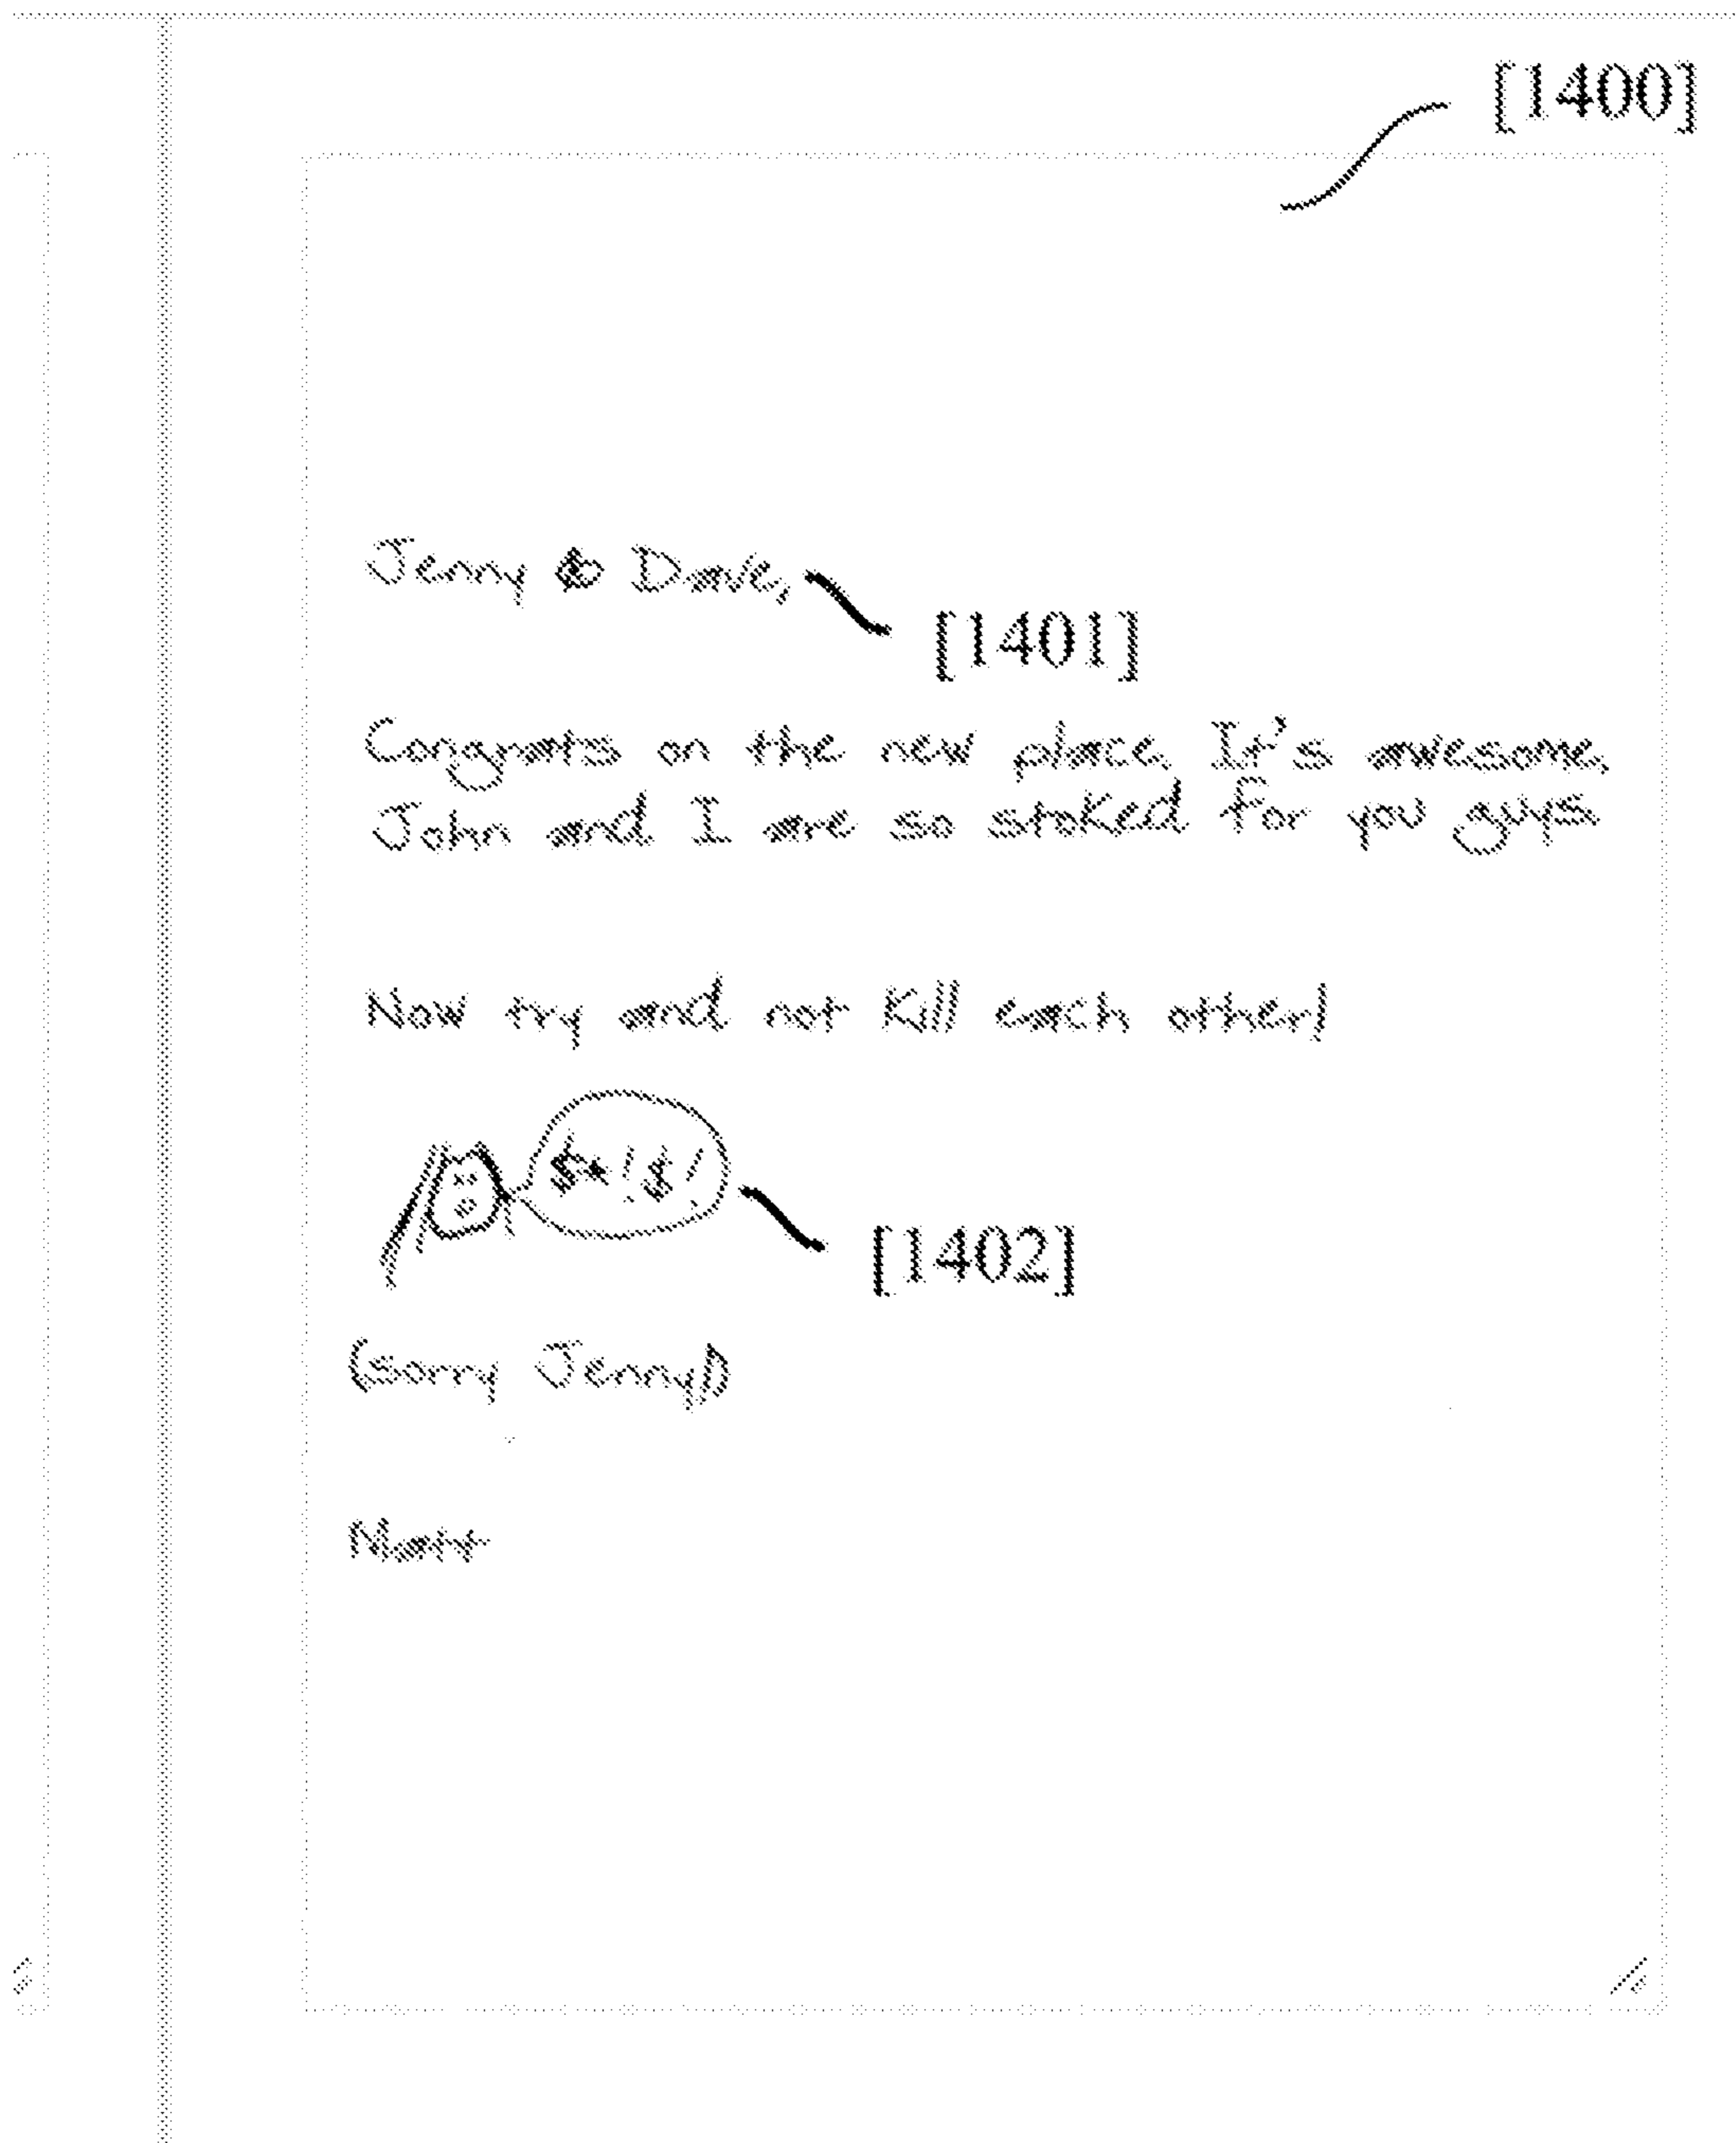 [1400]
Jenny & Dave,
[1401]
Congrats on the new place. It's awesome.
John and I are so stoked for you guys
Now try and not kill each other!
$*!$!
[1402]
(sorry Jenny!)
Matt